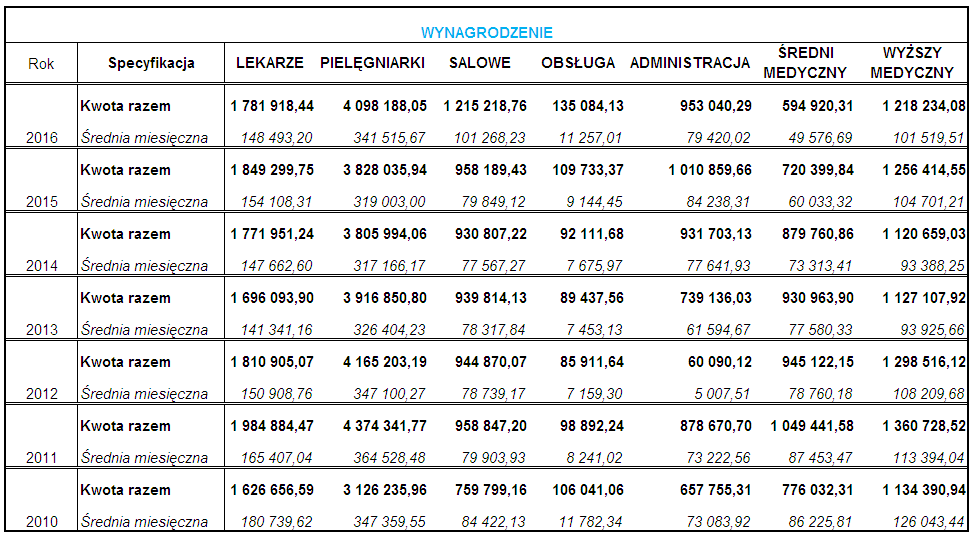 WYNAGRODZENIE
Rok Specyfikacja LEKARZE PIELĘGNIARKI SALOWE OBSŁUGA ADMINISTRACJA ŚREDNI MEDYCZNY WYŻSZY MEDYCZNY
Kwota razem 1 781 918,44 4 098 188,05 1 215 218,76 135 084,13 953 040,29 594 920,31 1 218 234,08
2016 Średnia miesięczna 148 493,20 341 515,67 101 268,23 11 257,01 79 420,02 49 576,69 101 519,51
Kwota razem 1 849 299,75 3 828 035,94 958 189,43 109 733,37 1 010 859,66 720 399,84 1 256 414,55
2015 Średnia miesięczna 154 108,31 319 003,00 79 849,12 9 144,45 84 238,31 60 033,32 104 701,21
Kwota razem 1 771 951,24 3 805 994,06 930 807,22 92 111,68 931 703,13 879 760,86 1 120 659,03
2014 Średnia miesięczna 147 662,60 317 166,17 77 567,27 7 675,97 77 641,93 73 313,41 93 388,25
Kwota razem 1 696 093,90 3 916 850,80 939 814,13 89 437,56 739 136,03 930 963,90 1 127 107,92
2013 Średnia miesięczna 141 341,16 326 404,23 78 317,84 7 453,13 61 594,67 77 580,33 93 925,66
Kwota razem 1 810 905,07 4 165 203,19 944 870,07 85 911,64 60 090,12 945 122,15 1 298 516,12
2012 Średnia miesięczna 150 908,76 347 100,27 78 739,17 7 159,30 5 007,51 78 760,18 108 209,68
Kwota razem 1 984 884,47 4 374 341,77 958 847,20 98 892,24 878 670,70 1 049 441,58 1 360 728,52
2011 Średnia miesięczna 165 407,04 364 528,48 79 903,93 8 241,02 73 222,56 87 453,47 113 394,04
Kwota razem 1 626 656,59 3 126 235,96 759 799,16 106 041,06 657 755,31 776 032,31 1 134 390,94
2010 Średnia miesięczna 180 739,62 347 359,55 84 422,13 11 782,34 73 083,92 86 225,81 126 043,44